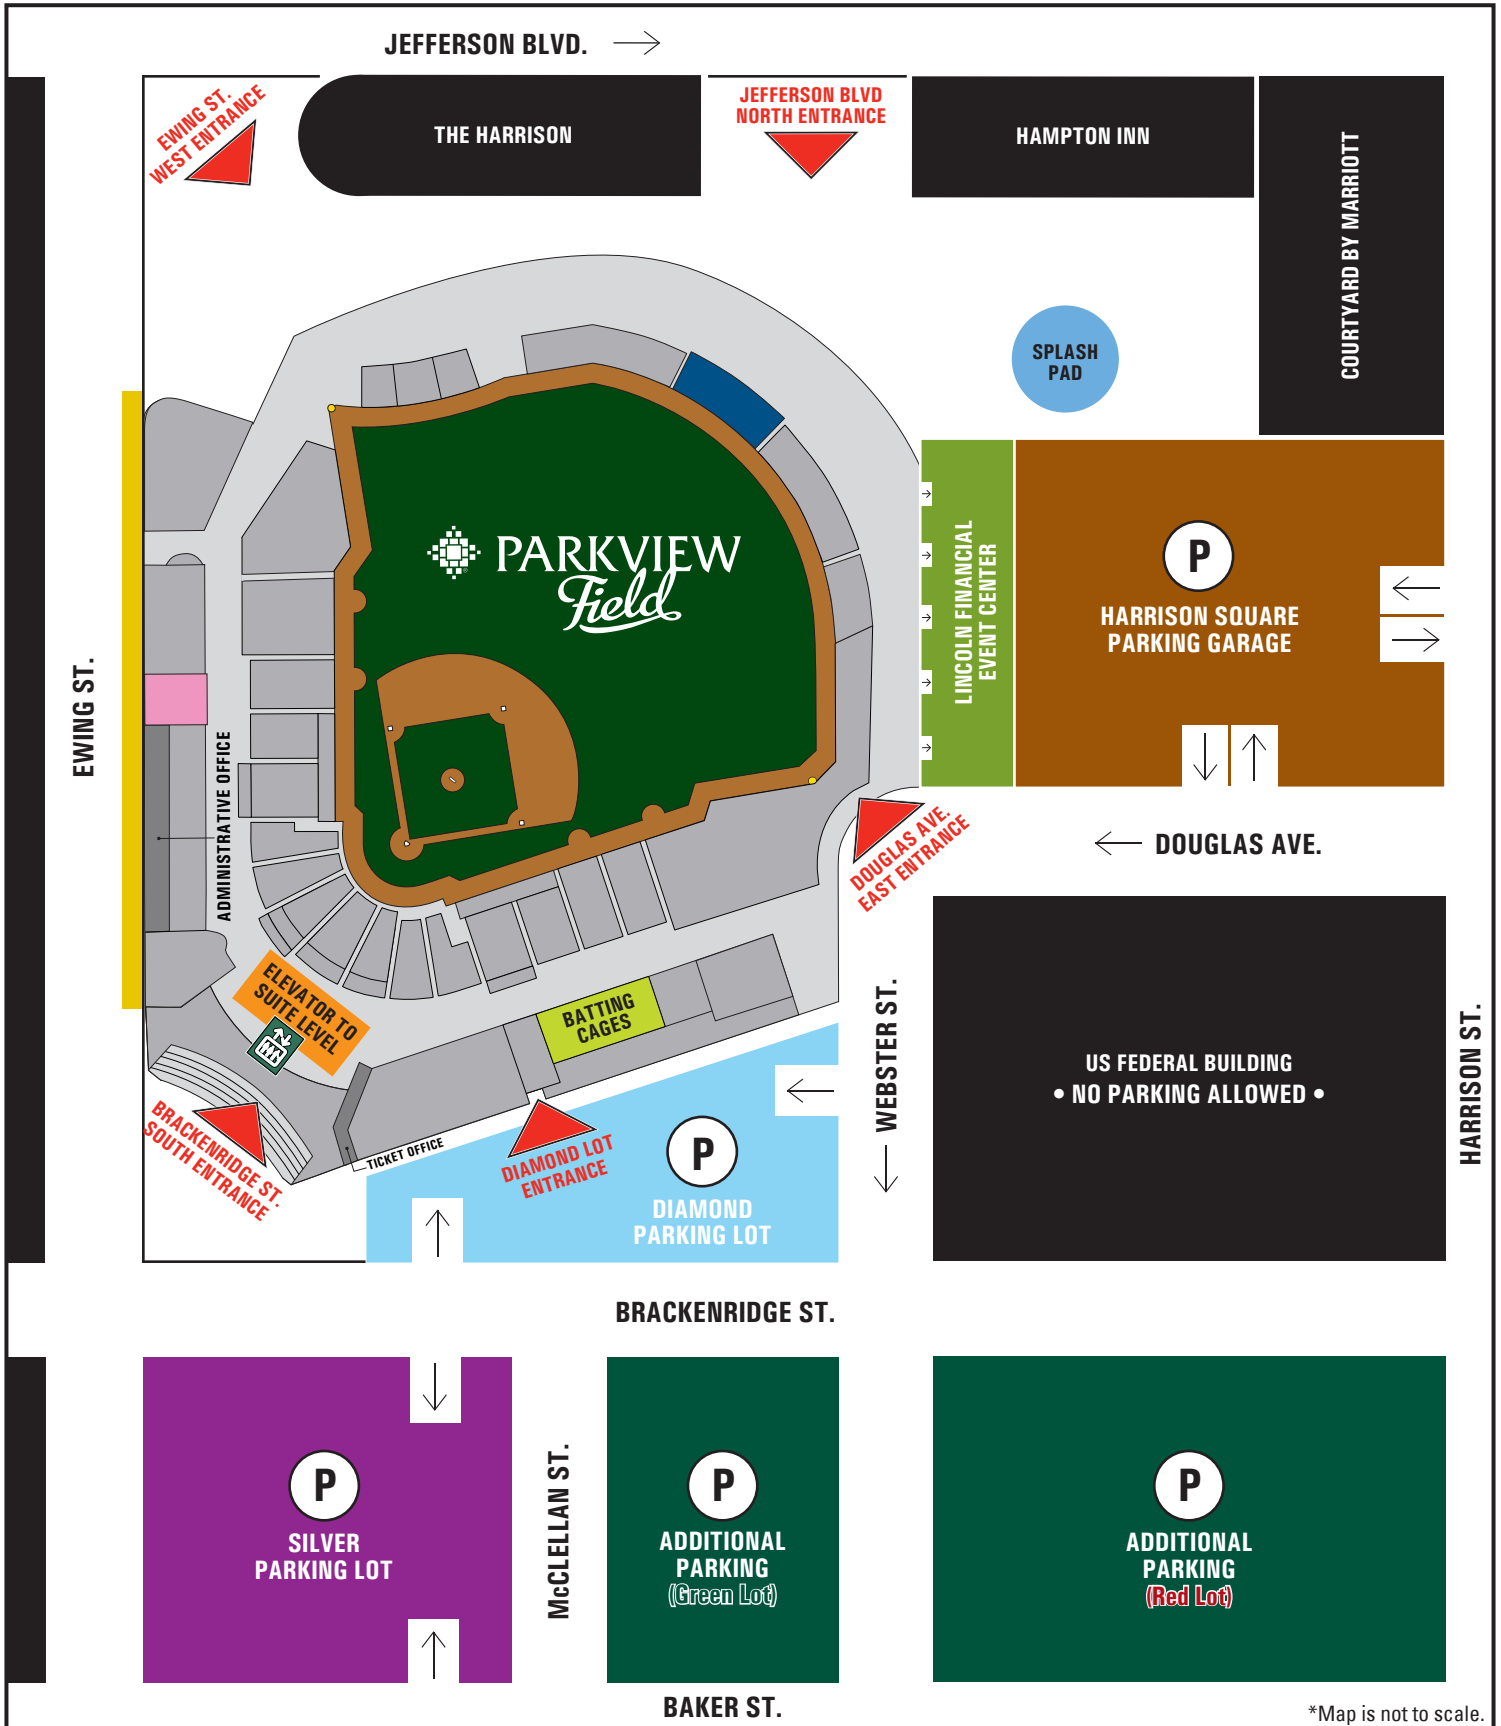 JEFFERSON BLVD.
EWING ST.
WEST ENTRANCE
THE HARRISON
JEFFERSON BLVD
NORTH ENTRANCE
HAMPTON INN
COURTYARD BY MARRIOTT
SPLASH
PAD
PARKVIEW
Field
LINCOLN FINANCIAL
EVENT CENTER
P
HARRISON SQUARE
PARKING GARAGE
EWING ST.
ADMINISTRATIVE OFFICE
DOUGLAS AVE.
EAST ENTRANCE
DOUGLAS AVE.
ELEVATOR TO
SUITE LEVEL
BATTING
CAGES
WEBSTER ST.
US FEDERAL BUILDING
• NO PARKING ALLOWED •
HARRISON ST.
BRACKENRIDGE ST.
SOUTH ENTRANCE
TICKET OFFICE
DIAMOND LOT
ENTRANCE
P
DIAMOND
PARKING LOT
BRACKENRIDGE ST.
P
SILVER
PARKING LOT
McCLELLAN ST.
P
ADDITIONAL
PARKING
(Green Lot)
P
ADDITIONAL
PARKING
(Red Lot)
BAKER ST.
*Map is not to scale.